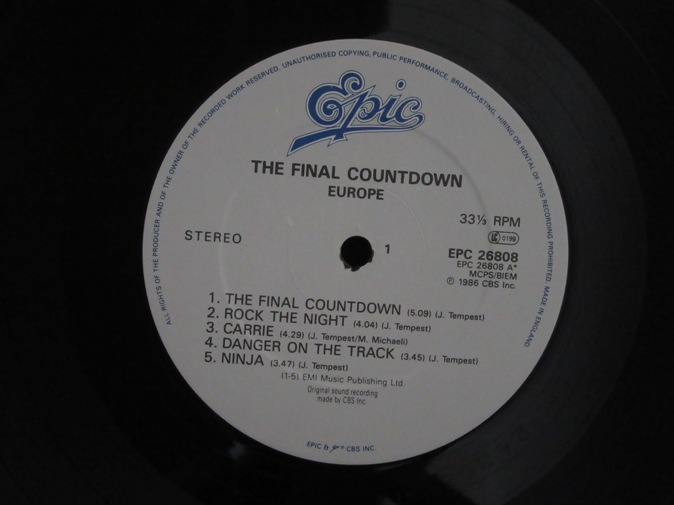 ALL RIGHTS OF THE PRODUCER AND OF THE OWNER OF THE RECORDED WORK RESERVED. UNAUTHORISED COPYING, PUBLIC PERFORMANCE, BROADCASTING, HIRING OR RENTAL OF THIS RECORDING PROHIBITED. MADE IN ENGLAND
Epic
THE FINAL COUNTDOWN
EUROPE
33⅓ RPM
LC 0199
STEREO
1
EPC 26808
EPC 26808 A*
MCPS/BIEM
℗ 1986 CBS Inc.
1. THE FINAL COUNTDOWN (5.09) (J. Tempest)
2. ROCK THE NIGHT (4.04) (J. Tempest)
3. CARRIE (4.29) (J. Tempest/M. Michaeli)
4. DANGER ON THE TRACK (3.45) (J. Tempest)
5. NINJA (3.47) (J. Tempest)
(1-5) EMI Music Publishing Ltd.
Original sound recording
made by CBS Inc.
EPIC & CBS INC.